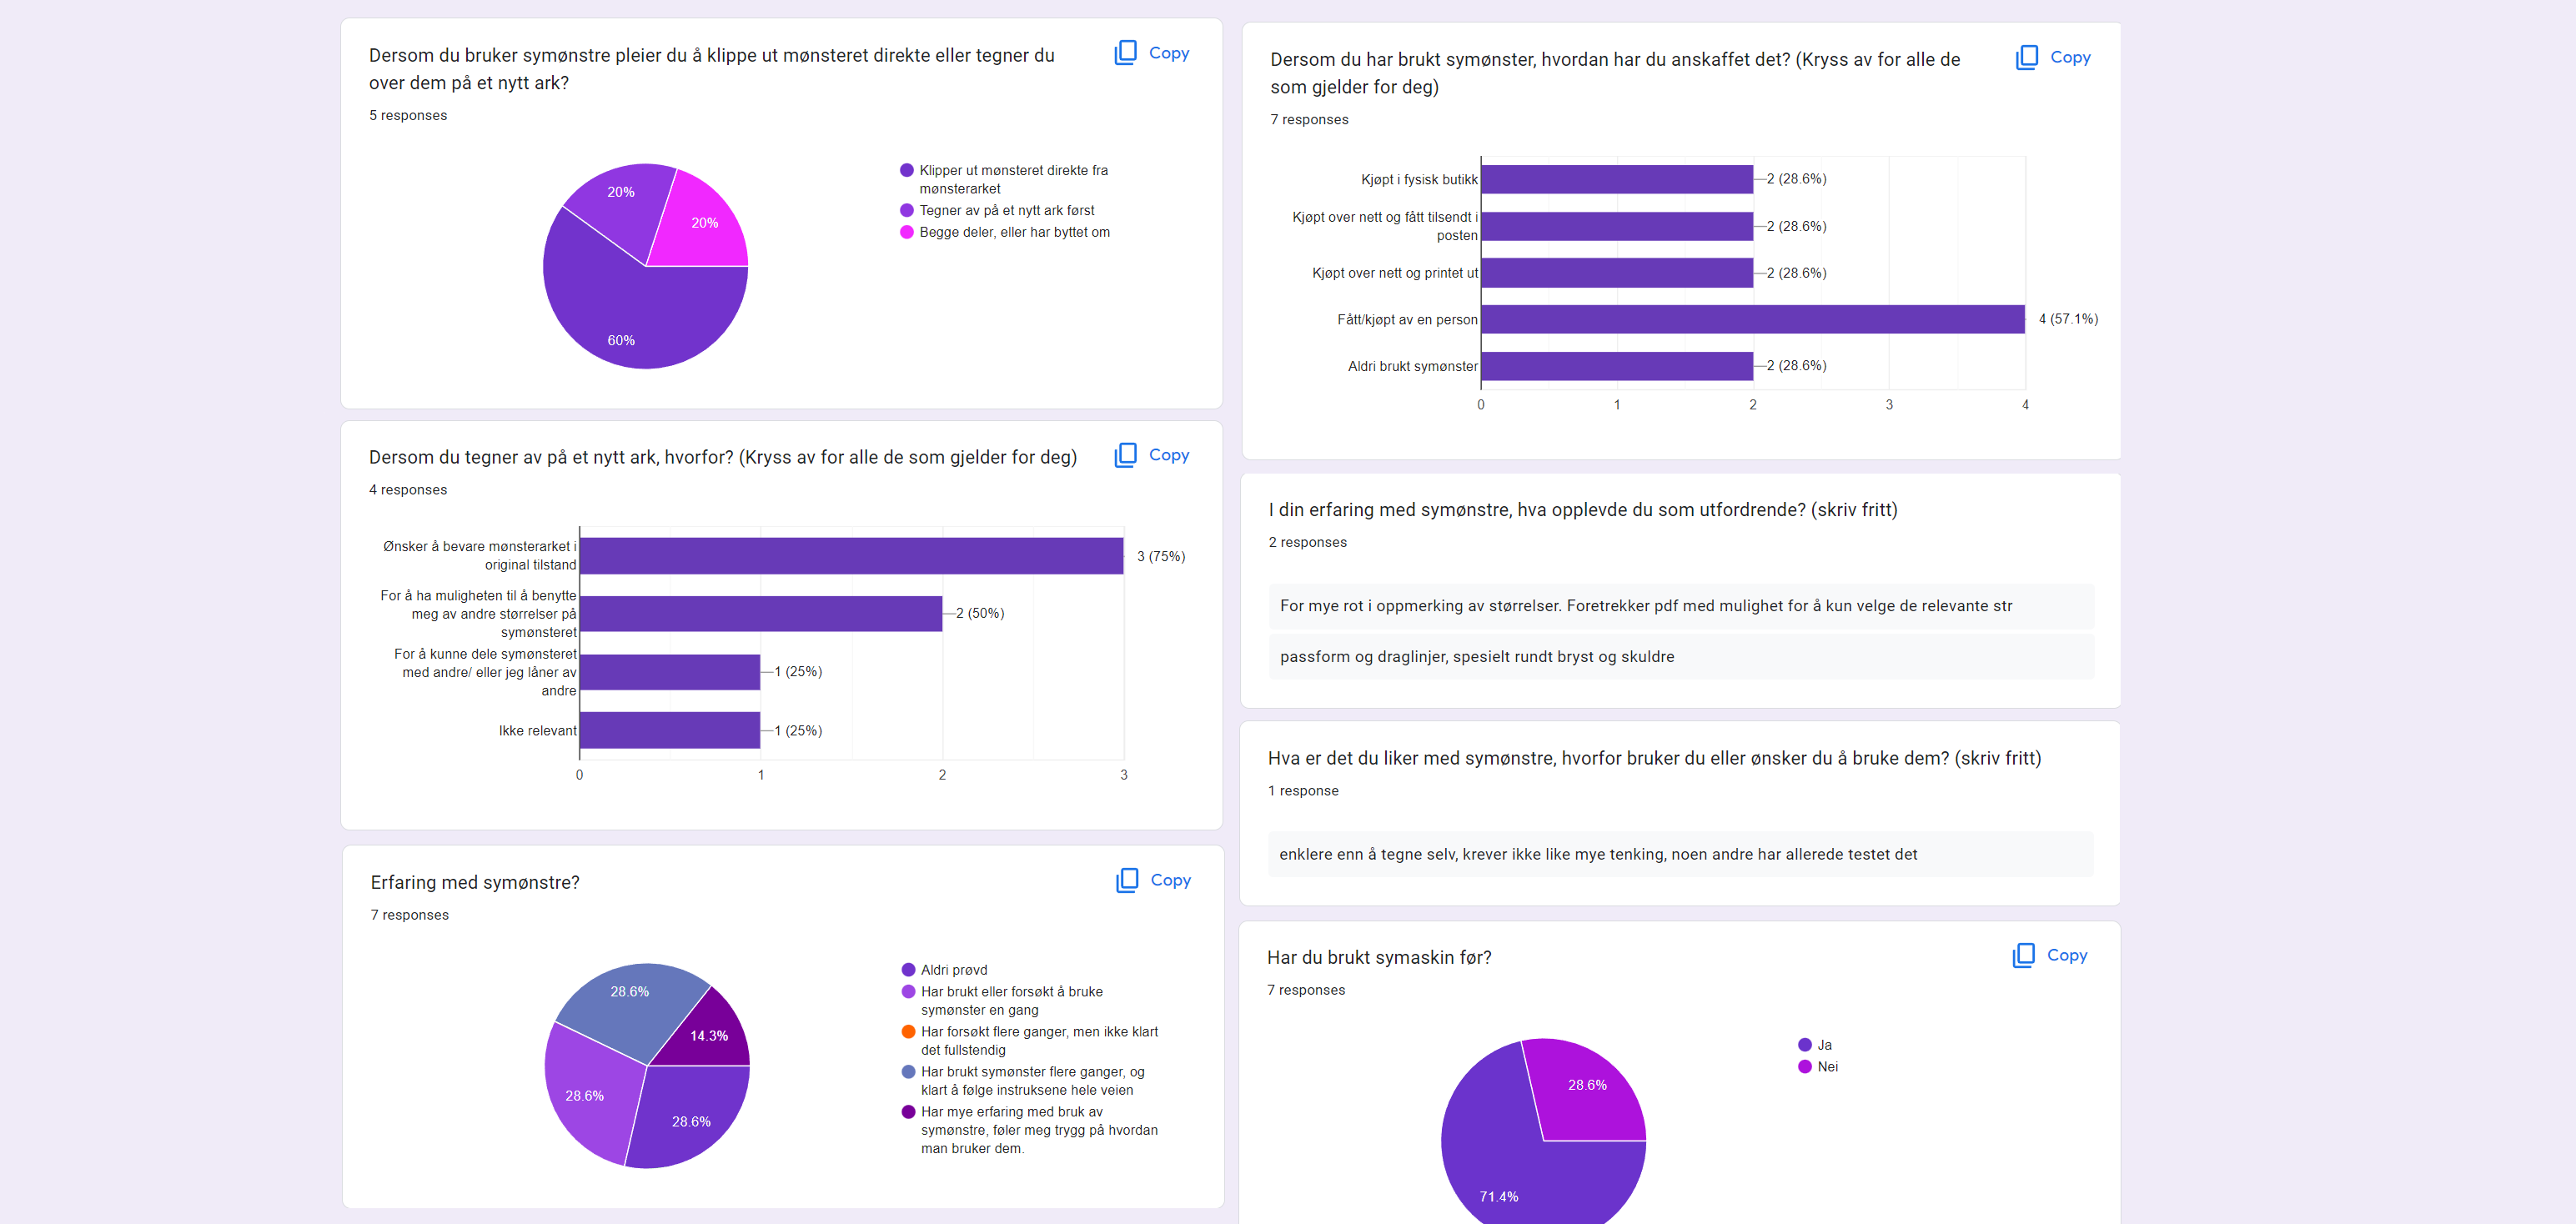 Dersom du bruker symønstre pleier du å klippe ut mønsteret direkte eller tegner du
over dem på et nytt ark?
Copy
5 responses
20%
20%
60%
Klipper ut mønsteret direkte fra
mønsterarket
Tegner av på et nytt ark først
Begge deler, eller har byttet om
Dersom du tegner av på et nytt ark, hvorfor? (Kryss av for alle de som gjelder for deg)
Copy
4 responses
Ønsker å bevare mønsterarket i
original tilstand
3 (75%)
For å ha muligheten til å benytte
meg av andre størrelser på
symønsteret
2 (50%)
For å kunne dele symønsteret
med andre/ eller jeg låner av
andre
1 (25%)
Ikke relevant
1 (25%)
0
1
2
3
Erfaring med symønstre?
Copy
7 responses
28.6%
14.3%
28.6%
28.6%
Aldri prøvd
Har brukt eller forsøkt å bruke
symønster en gang
Har forsøkt flere ganger, men ikke klart
det fullstendig
Har brukt symønster flere ganger, og
klart å følge instruksene hele veien
Har mye erfaring med bruk av
symønstre, føler meg trygg på hvordan
man bruker dem.
Dersom du har brukt symønster, hvordan har du anskaffet det? (Kryss av for alle de
som gjelder for deg)
Copy
7 responses
Kjøpt i fysisk butikk
2 (28.6%)
Kjøpt over nett og fått tilsendt i
posten
2 (28.6%)
Kjøpt over nett og printet ut
2 (28.6%)
Fått/kjøpt av en person
4 (57.1%)
Aldri brukt symønster
2 (28.6%)
0
1
2
3
4
I din erfaring med symønstre, hva opplevde du som utfordrende? (skriv fritt)
2 responses
For mye rot i oppmerking av størrelser. Foretrekker pdf med mulighet for å kun velge de relevante str
passform og draglinjer, spesielt rundt bryst og skuldre
Hva er det du liker med symønstre, hvorfor bruker du eller ønsker du å bruke dem? (skriv fritt)
1 response
enklere enn å tegne selv, krever ikke like mye tenking, noen andre har allerede testet det
Har du brukt symaskin før?
Copy
7 responses
28.6%
71.4%
Ja
Nei